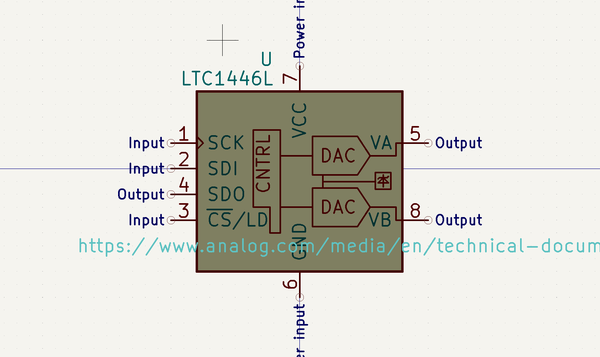 Power in
U
LTC1446L
7
VCC
Input 1 SCK
Input 2 SDI
Output 4 SDO
Input 3 CS/LD
CNTRL
DAC
DAC
VA 5 Output
VB 8 Output
GND
https://www.analog.com/media/en/technical-docum
6
er input